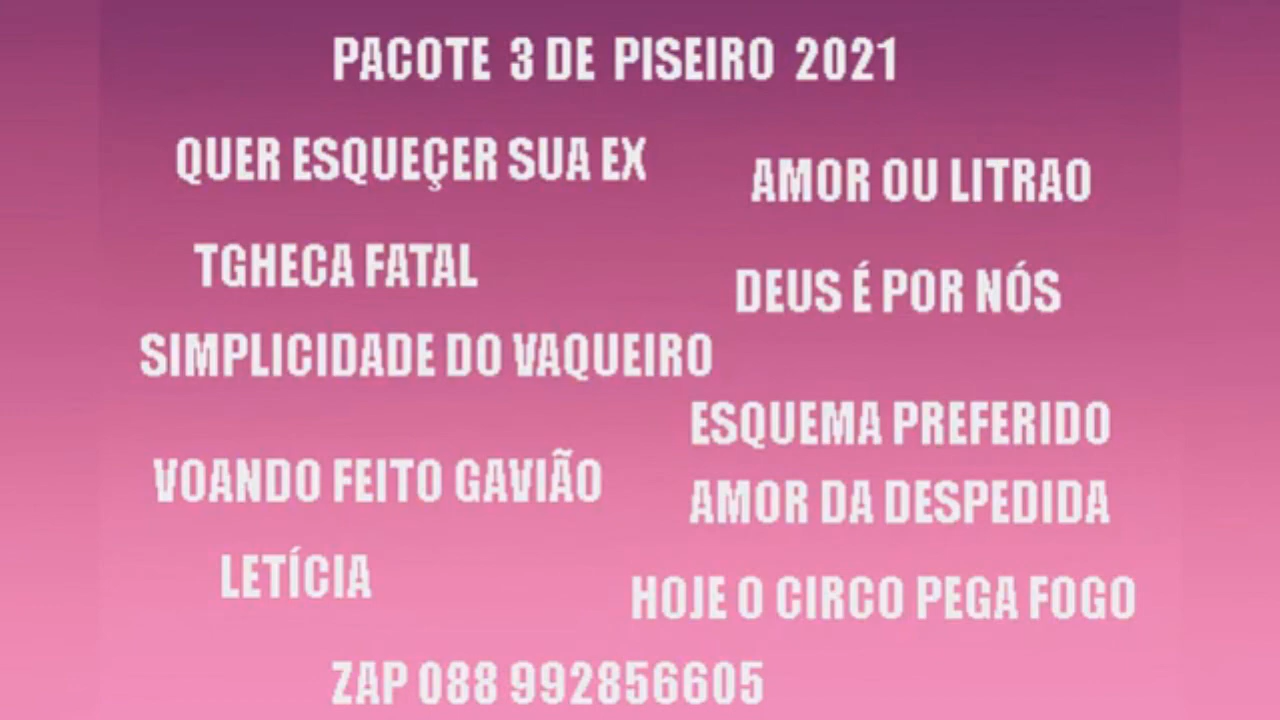 PACOTE 3 DE PISEIRO 2021
QUER ESQUEÇER SUA EX
AMOR OU LITRAO
TGHECA FATAL
DEUS É POR NÓS
SIMPLICIDADE DO VAQUEIRO
ESQUEMA PREFERIDO
VOANDO FEITO GAVIÃO
AMOR DA DESPEDIDA
LETÍCIA
HOJE O CIRCO PEGA FOGO
ZAP 088 992856605